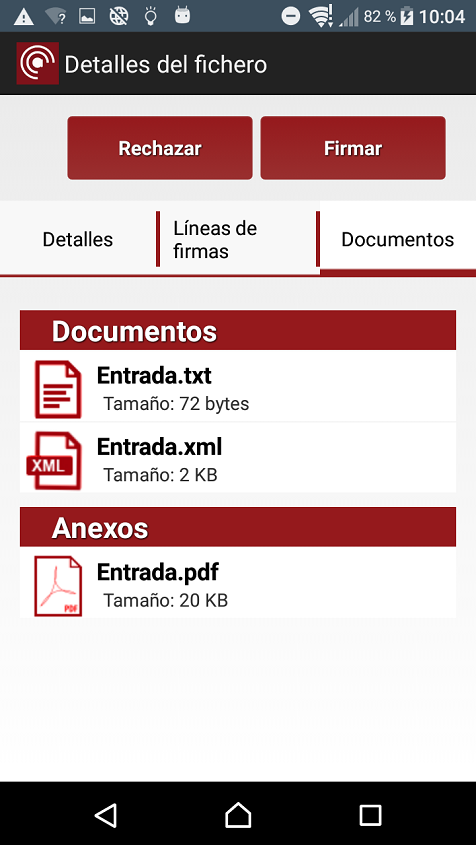 82 % 10:04
Detalles del fichero
Rechazar Firmar
Detalles
Líneas de
firmas
Documentos
Documentos
Entrada.txt
Tamaño: 72 bytes
XML
Entrada.xml
Tamaño: 2 KB
Anexos
Entrada.pdf
Tamaño: 20 KB
PDF